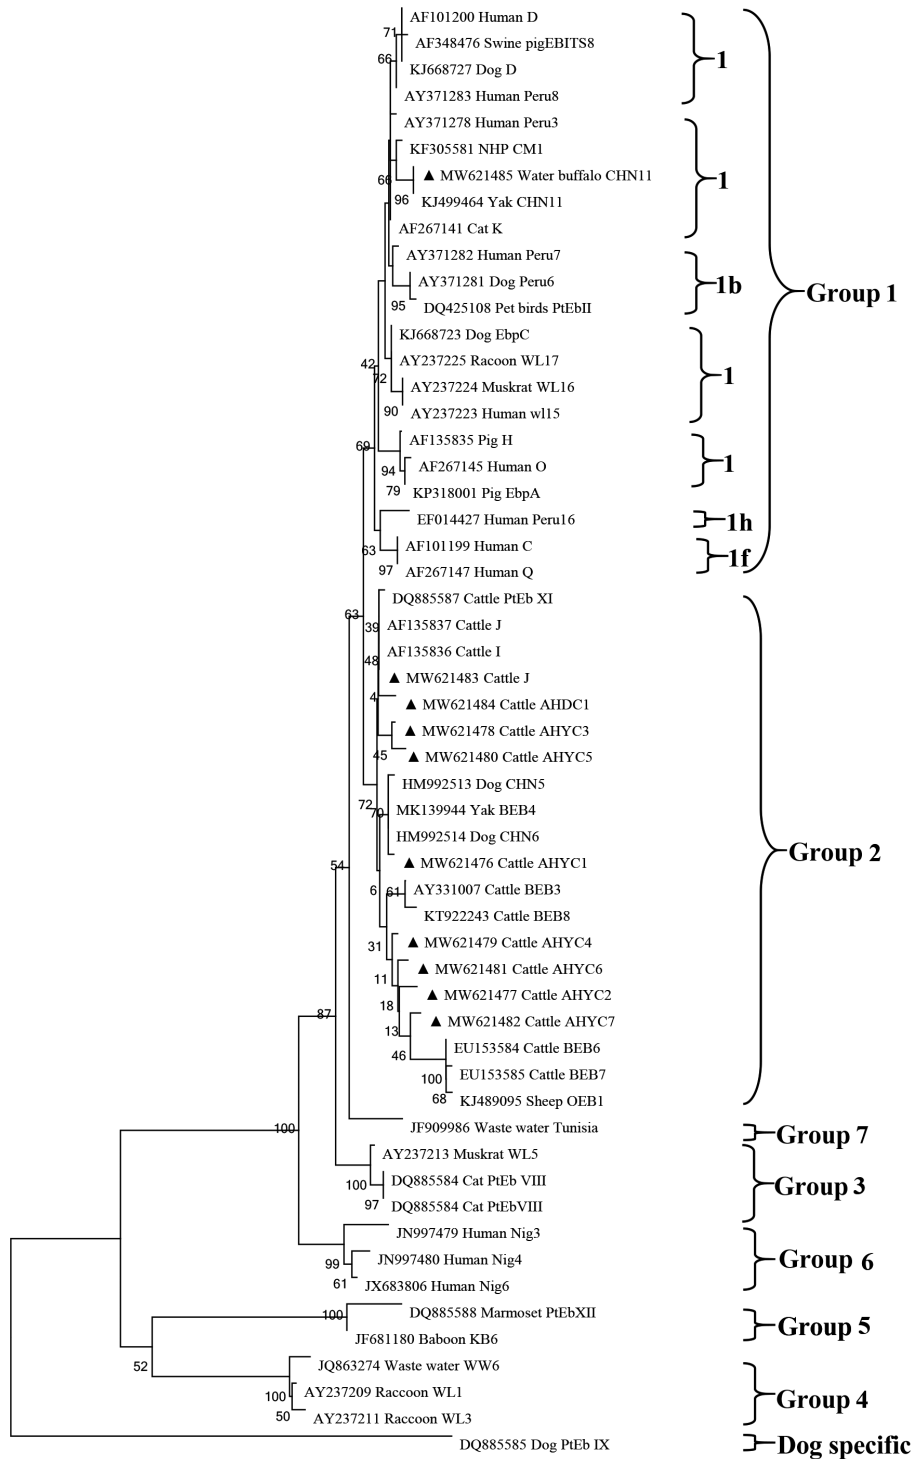 AF101200 Human D
71
AF348476 Swine pigEBITS8
66
1
KJ668727 Dog D
AY371283 Human Peru8
AY371278 Human Peru3
KF305581 NHP CM1
66
▲ MW621485 Water buffalo CHN11
1
96
KJ499464 Yak CHN11
AF267141 Cat K
AY371282 Human Peru7
AY371281 Dog Peru6
1b
Group 1
95
DQ425108 Pet birds PtEbII
KJ668723 Dog EbpC
42
AY237225 Racoon WL17
72
1
AY237224 Muskrat WL16
90
AY237223 Human wl15
69
AF135835 Pig H
94
AF267145 Human O
1
79
KP318001 Pig EbpA
EF014427 Human Peru16
1h
63
AF101199 Human C
1f
97
AF267147 Human Q
DQ885587 Cattle PtEb XI
63
39
AF135837 Cattle J
48
AF135836 Cattle I
▲ MW621483 Cattle J
4
▲ MW621484 Cattle AHDC1
▲ MW621478 Cattle AHYC3
45
▲ MW621480 Cattle AHYC5
HM992513 Dog CHN5
72
70
MK139944 Yak BEB4
HM992514 Dog CHN6
Group 2
54
▲ MW621476 Cattle AHYC1
6
61
AY331007 Cattle BEB3
KT922243 Cattle BEB8
31
▲ MW621479 Cattle AHYC4
11
▲ MW621481 Cattle AHYC6
18
▲ MW621477 Cattle AHYC2
87
13
▲ MW621482 Cattle AHYC7
46
EU153584 Cattle BEB6
100
EU153585 Cattle BEB7
68
KJ489095 Sheep OEB1
100
JF909986 Waste water Tunisia
Group 7
AY237213 Muskrat WL5
100
DQ885584 Cat PtEb VIII
Group 3
97
DQ885584 Cat PtEbVIII
JN997479 Human Nig3
99
JN997480 Human Nig4
Group 6
61
JX683806 Human Nig6
100
DQ885588 Marmoset PtEbXII
Group 5
JF681180 Baboon KB6
52
JQ863274 Waste water WW6
100
AY237209 Raccoon WL1
Group 4
50
AY237211 Raccoon WL3
DQ885585 Dog PtEb IX
Dog specific